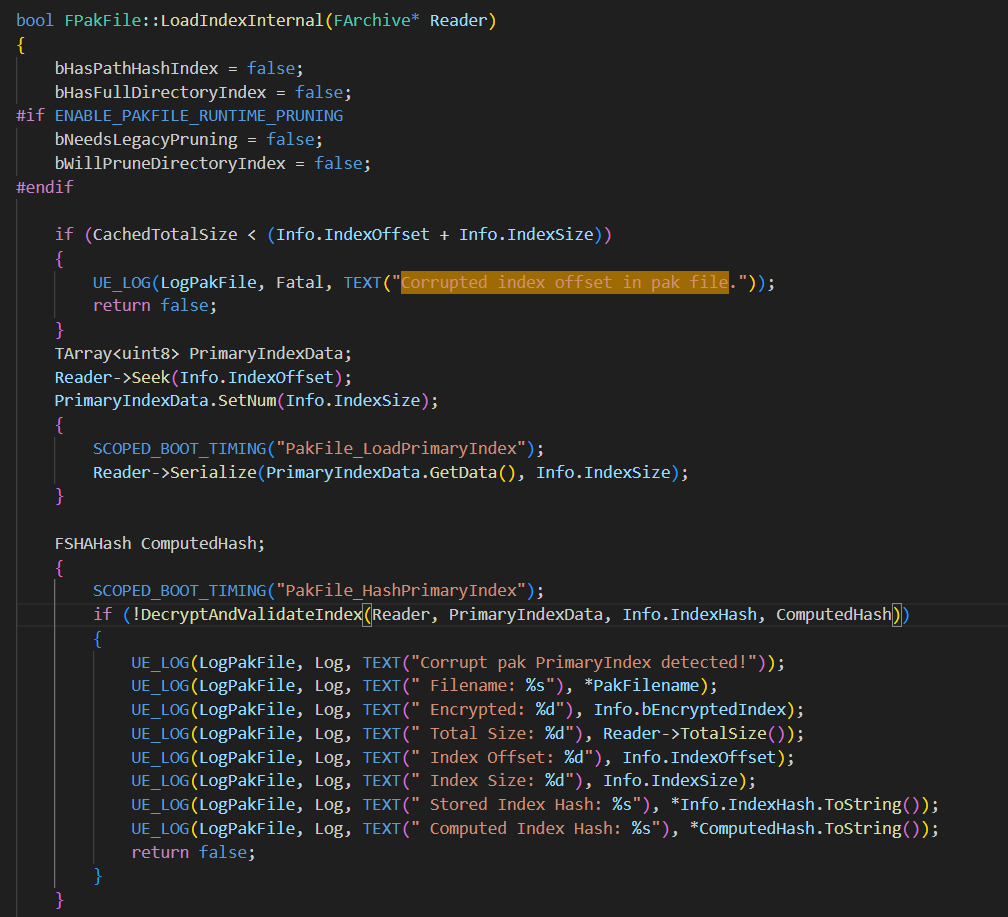 bool FPakFile::LoadIndexInternal(FArchive* Reader)
{
    bHasPathHashIndex = false;
    bHasFullDirectoryIndex = false;
#if ENABLE_PAKFILE_RUNTIME_PRUNING
    bNeedsLegacyPruning = false;
    bWillPruneDirectoryIndex = false;
#endif

    if (CachedTotalSize < (Info.IndexOffset + Info.IndexSize))
    {
        UE_LOG(LogPakFile, Fatal, TEXT("Corrupted index offset in pak file."));
        return false;
    }
    TArray<uint8> PrimaryIndexData;
    Reader->Seek(Info.IndexOffset);
    PrimaryIndexData.SetNum(Info.IndexSize);
    {
        SCOPED_BOOT_TIMING("PakFile_LoadPrimaryIndex");
        Reader->Serialize(PrimaryIndexData.GetData(), Info.IndexSize);
    }

    FSHAHash ComputedHash;
    {
        SCOPED_BOOT_TIMING("PakFile_HashPrimaryIndex");
        if (!DecryptAndValidateIndex(Reader, PrimaryIndexData, Info.IndexHash, ComputedHash))
        {
            UE_LOG(LogPakFile, Log, TEXT("Corrupt pak PrimaryIndex detected!"));
            UE_LOG(LogPakFile, Log, TEXT(" Filename: %s"), *PakFilename);
            UE_LOG(LogPakFile, Log, TEXT(" Encrypted: %d"), Info.bEncryptedIndex);
            UE_LOG(LogPakFile, Log, TEXT(" Total Size: %d"), Reader->TotalSize());
            UE_LOG(LogPakFile, Log, TEXT(" Index Offset: %d"), Info.IndexOffset);
            UE_LOG(LogPakFile, Log, TEXT(" Index Size: %d"), Info.IndexSize);
            UE_LOG(LogPakFile, Log, TEXT(" Stored Index Hash: %s"), *Info.IndexHash.ToString());
            UE_LOG(LogPakFile, Log, TEXT(" Computed Index Hash: %s"), *ComputedHash.ToString());
            return false;
        }
    }